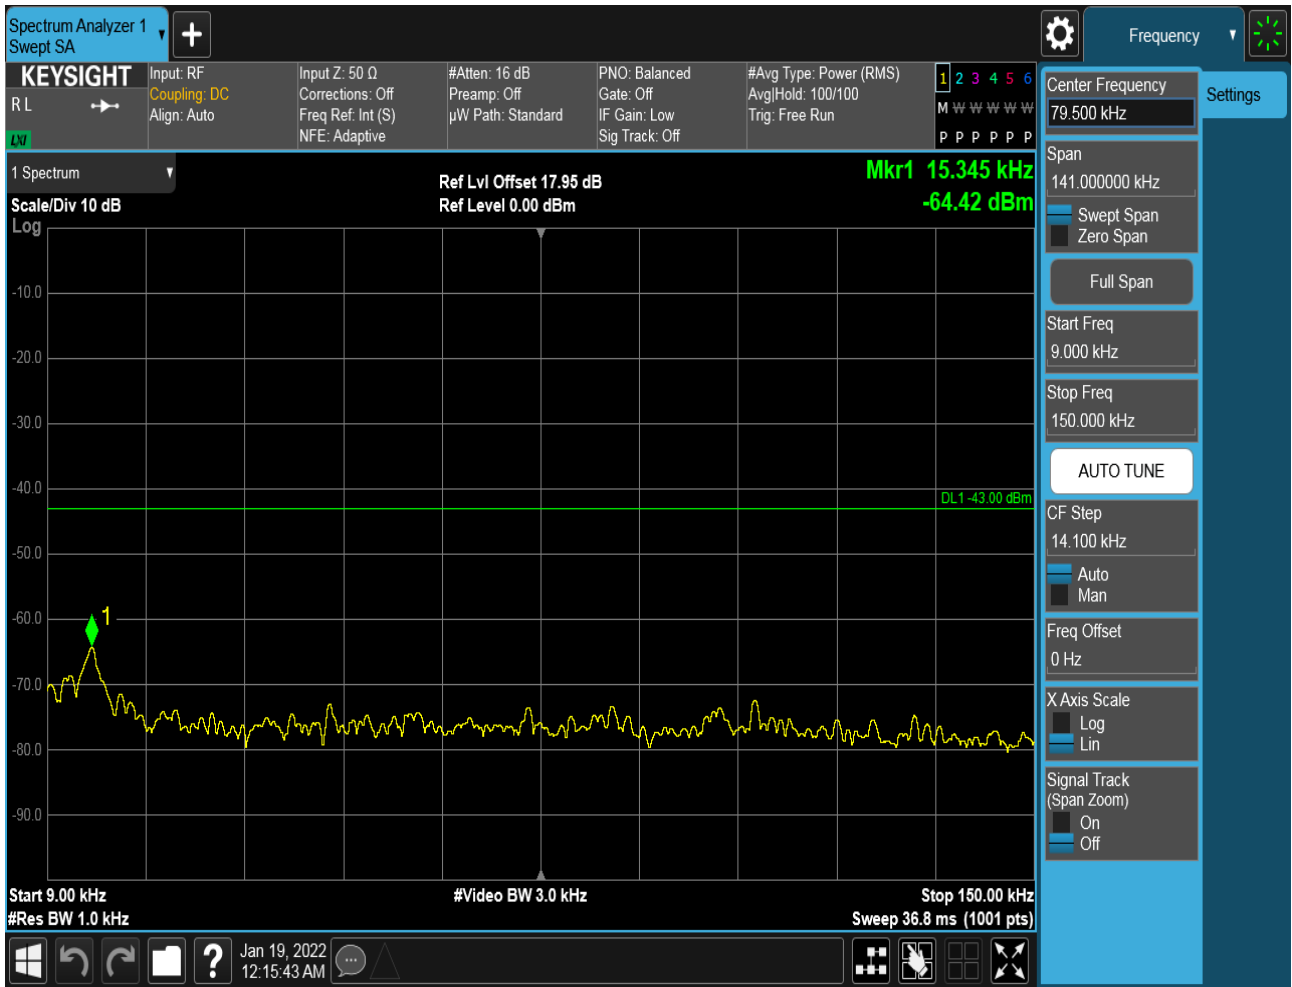 Spectrum Analyzer 1
Swept SA
Frequency
KEYSIGHT
R L
LXI
Input: RF
Coupling: DC
Align: Auto
Input Z: 50 Ω
Corrections: Off
Freq Ref: Int (S)
NFE: Adaptive
#Atten: 16 dB
Preamp: Off
µW Path: Standard
PNO: Balanced
Gate: Off
IF Gain: Low
Sig Track: Off
#Avg Type: Power (RMS)
Avg|Hold: 100/100
Trig: Free Run
1 2 3 4 5 6
M W W W W W
P P P P P P
1 Spectrum
Scale/Div 10 dB
Log
Ref Lvl Offset 17.95 dB
Ref Level 0.00 dBm
Mkr1 15.345 kHz
-64.42 dBm
-10.0
-20.0
-30.0
-40.0
DL1 -43.00 dBm
-50.0
-60.0
1
-70.0
-80.0
-90.0
Start 9.00 kHz
#Video BW 3.0 kHz
Stop 150.00 kHz
#Res BW 1.0 kHz
Sweep 36.8 ms (1001 pts)
?
Jan 19, 2022
12:15:43 AM
Center Frequency
79.500 kHz
Settings
Span
141.000000 kHz
Swept Span
Zero Span
Full Span
Start Freq
9.000 kHz
Stop Freq
150.000 kHz
AUTO TUNE
CF Step
14.100 kHz
Auto
Man
Freq Offset
0 Hz
X Axis Scale
Log
Lin
Signal Track
(Span Zoom)
On
Off